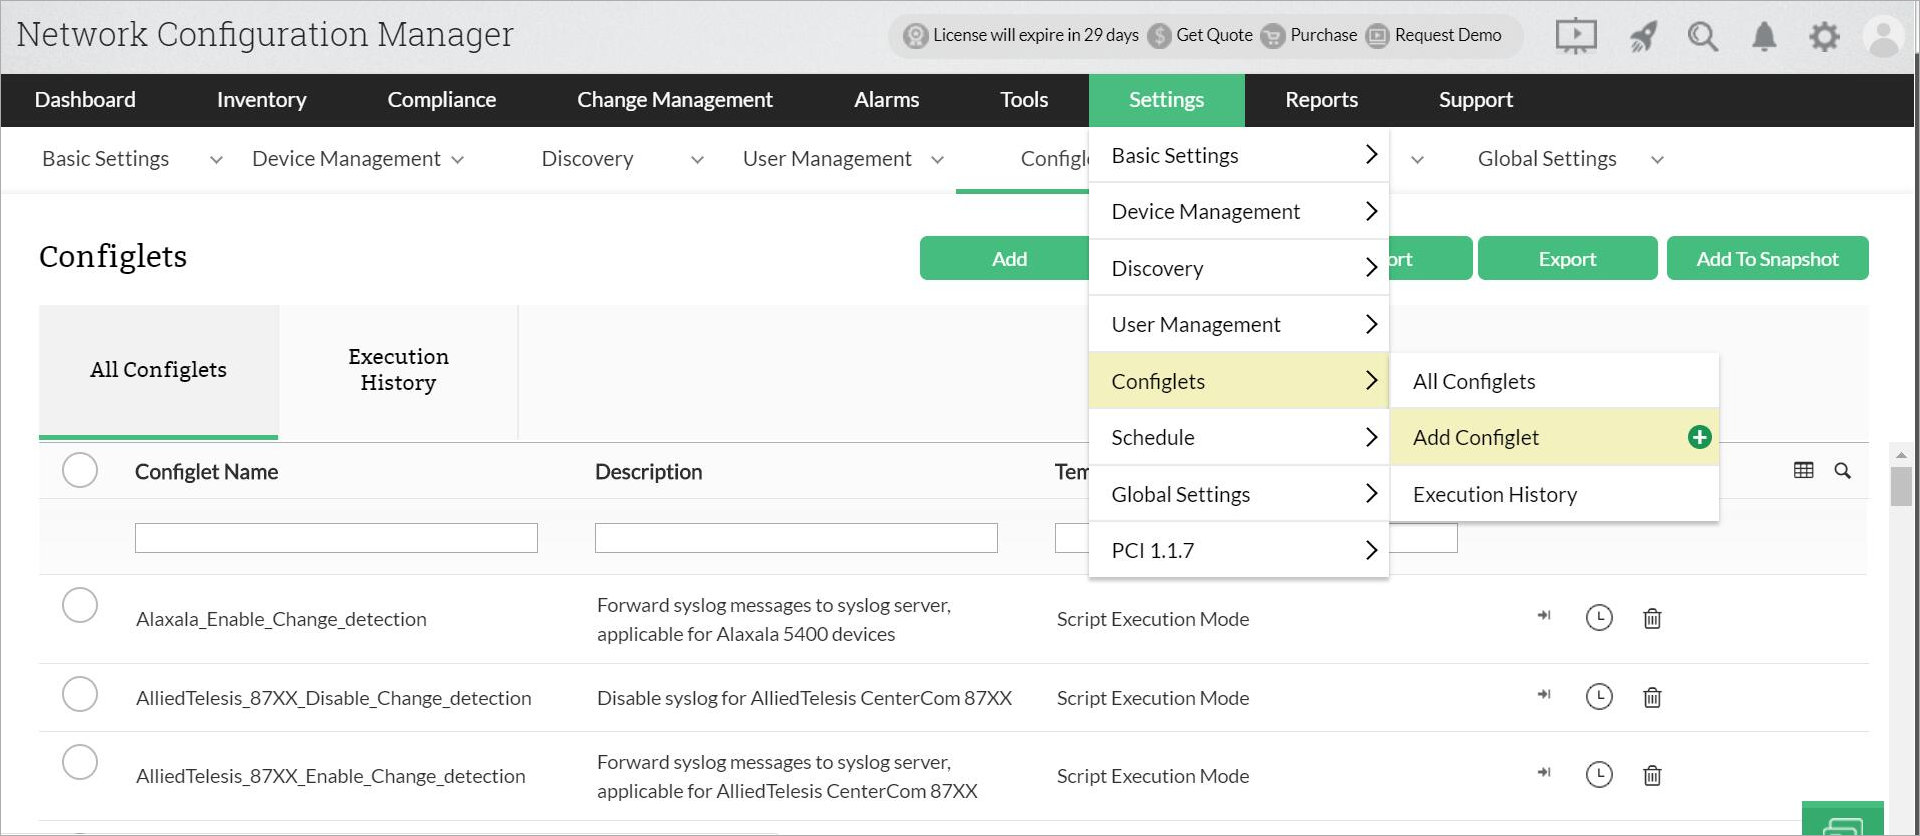 Network Configuration Manager
License will expire in 29 days Get Quote Purchase Request Demo
Dashboard Inventory Compliance Change Management Alarms Tools Settings Reports Support
Basic Settings Device Management Discovery User Management Global Settings
Basic Settings
Device Management
Discovery
User Management
Configlets
Schedule
Global Settings
PCI 1.1.7
All Configlets
Add Configlet
Execution History
Configlets
Add Export Add To Snapshot
All Configlets
Execution
History
Configlet Name Description
Alaxala_Enable_Change_detection
Forward syslog messages to syslog server,
applicable for Alaxala 5400 devices
Script Execution Mode
AlliedTelesis_87XX_Disable_Change_detection Disable syslog for AlliedTelesis CenterCom 87XX Script Execution Mode
AlliedTelesis_87XX_Enable_Change_detection
Forward syslog messages to syslog server,
applicable for AlliedTelesis CenterCom 87XX
Script Execution Mode